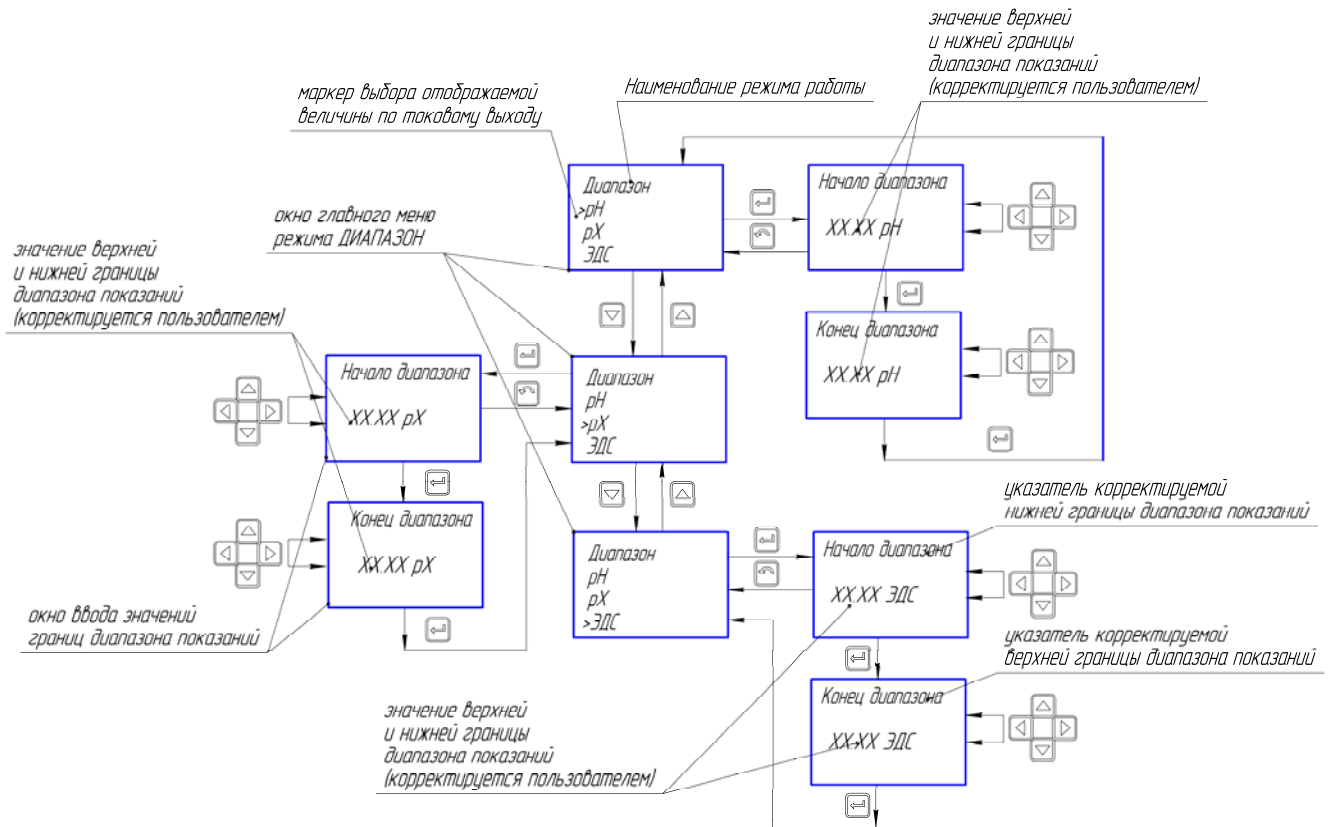 значение верхней
и нижней границы
диапазона показаний
(корректируется пользователем)
Наименование режима работы
маркер выбора отображаемой
величины по токовому выходу
Диапазон
>pH
pX
ЭДС
Начало диапазона
XX.XX pH
окно главного меню
режима ДИАПАЗОН
значение верхней
и нижней границы
диапазона показаний
(корректируется пользователем)
Конец диапазона
XX.XX pH
Начало диапазона
XX.XX pX
Диапазон
pH
>pX
ЭДС
Конец диапазона
XX.XX pX
указатель корректируемой
нижней границы диапазона показаний
Диапазон
pH
pX
>ЭДС
Начало диапазона
XX.XX ЭДС
окно ввода значений
границ диапазона показаний
указатель корректируемой
верхней границы диапазона показаний
Конец диапазона
XX.XX ЭДС
значение верхней
и нижней границы
диапазона показаний
(корректируется пользователем)